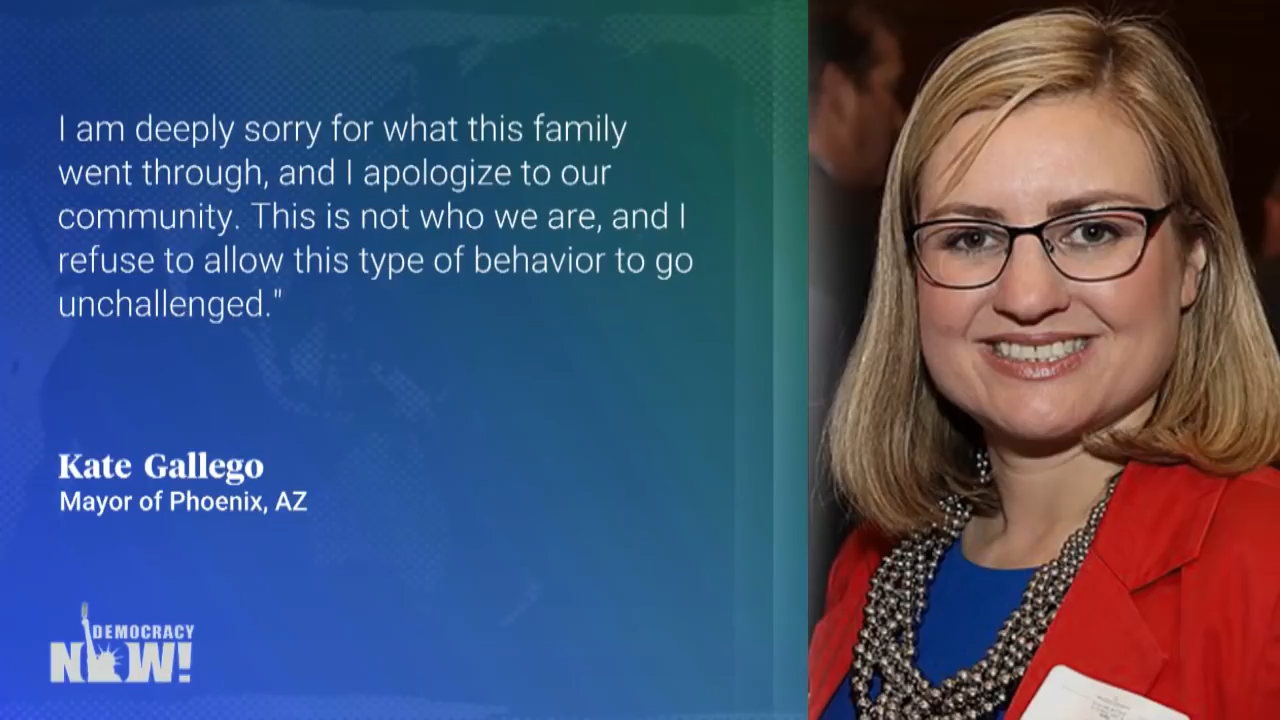 I am deeply sorry for what this family
went through, and I apologize to our
community. This is not who we are, and I
refuse to allow this type of behavior to go
unchallenged."
Kate Gallego
Mayor of Phoenix, AZ
DEMOCRACY
NOW!